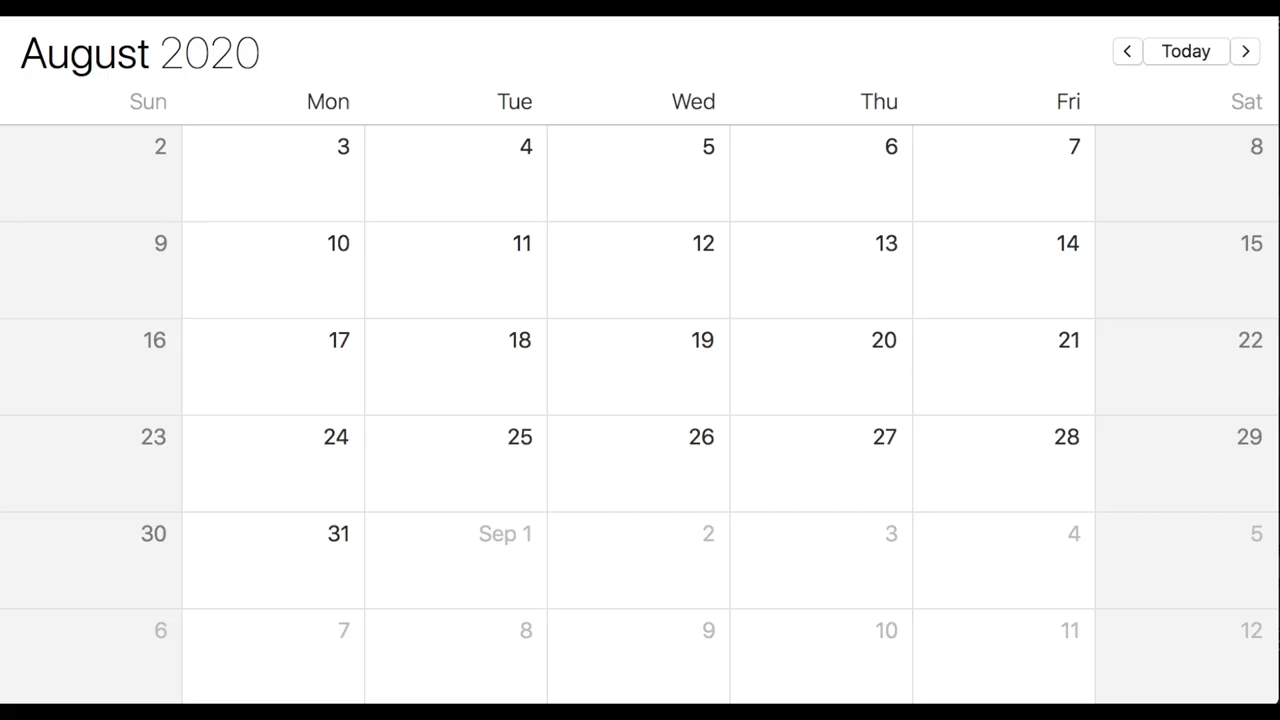 August 2020
< Today >
Sun Mon Tue Wed Thu Fri Sat
2 3 4 5 6 7 8
9 10 11 12 13 14 15
16 17 18 19 20 21 22
23 24 25 26 27 28 29
30 31 Sep 1 2 3 4 5
6 7 8 9 10 11 12